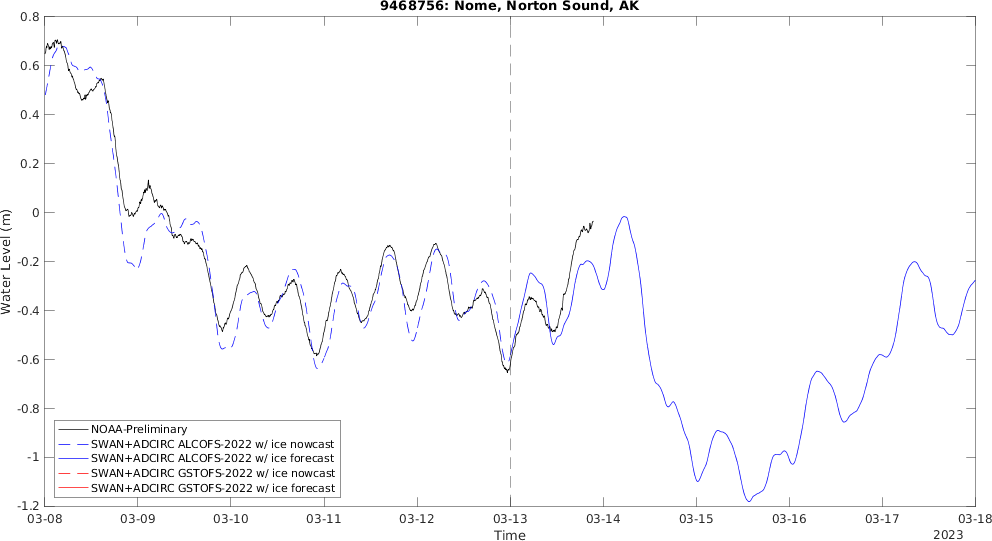 9468756: Nome, Norton Sound, AK
Water Level (m)
0.8
0.6
0.4
0.2
0
-0.2
-0.4
-0.6
-0.8
-1
-1.2
NOAA-Preliminary
SWAN+ADCIRC ALCOFS-2022 w/ ice nowcast
SWAN+ADCIRC ALCOFS-2022 w/ ice forecast
SWAN+ADCIRC GSTOFS-2022 w/ ice nowcast
SWAN+ADCIRC GSTOFS-2022 w/ ice forecast
03-08 03-09 03-10 03-11 03-12 03-13 03-14 03-15 03-16 03-17 03-18
Time
2023